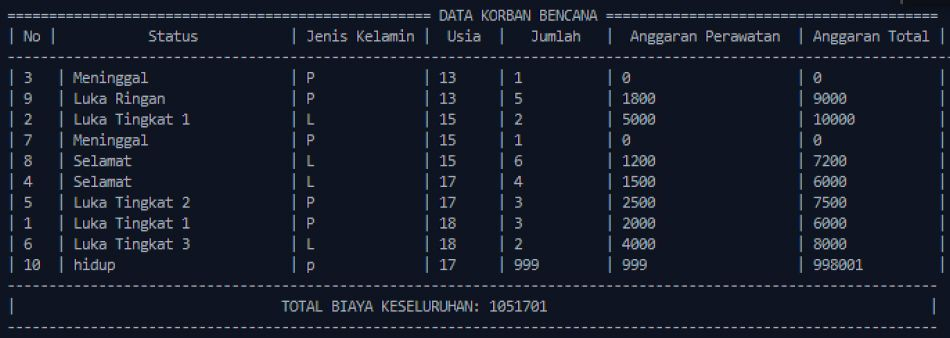 ================================================== DATA KORBAN BENCANA =======================================
| No | Status | Jenis Kelamin | Usia | Jumlah | Anggaran Perawatan | Anggaran Total |
| 3 | Meninggal | P | 13 | 1 | 0 | 0 |
| 9 | Luka Ringan | P | 13 | 5 | 1800 | 9000 |
| 2 | Luka Tingkat 1 | L | 15 | 2 | 5000 | 10000 |
| 7 | Meninggal | P | 15 | 1 | 0 | 0 |
| 8 | Selamat | L | 15 | 6 | 1200 | 7200 |
| 4 | Selamat | L | 17 | 4 | 1500 | 6000 |
| 5 | Luka Tingkat 2 | P | 17 | 3 | 2500 | 7500 |
| 1 | Luka Tingkat 1 | P | 18 | 3 | 2000 | 6000 |
| 6 | Luka Tingkat 3 | L | 18 | 2 | 4000 | 8000 |
| 10 | hidup | p | 17 | 999 | 999 | 998001 |
| TOTAL BIAYA KESELURUHAN: 1051701 |